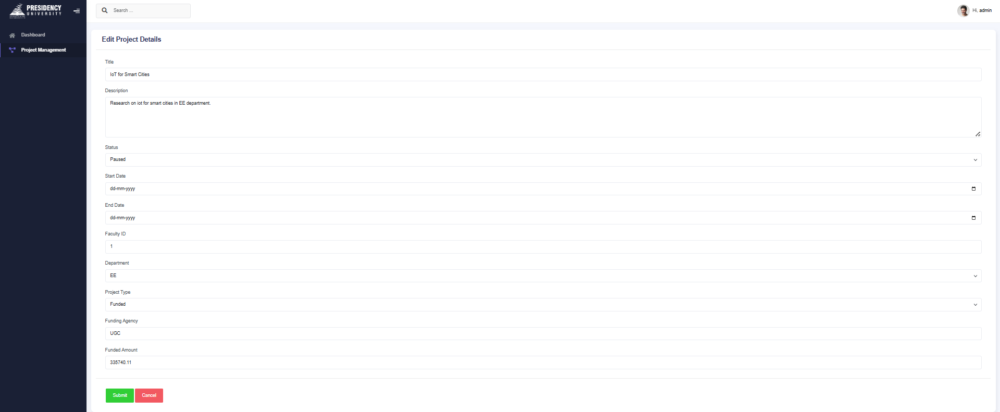 PRESIDENCY
UNIVERSITY
Search ...
Hi, admin
Dashboard
Project Management
Edit Project Details
Title
IoT for Smart Cities
Description
Research on iot for smart cities in EE department.
Status
Paused
Start Date
dd-mm-yyyy
End Date
dd-mm-yyyy
Faculty ID
1
Department
EE
Project Type
Funded
Funding Agency
UGC
Funded Amount
335740.11
Submit
Cancel